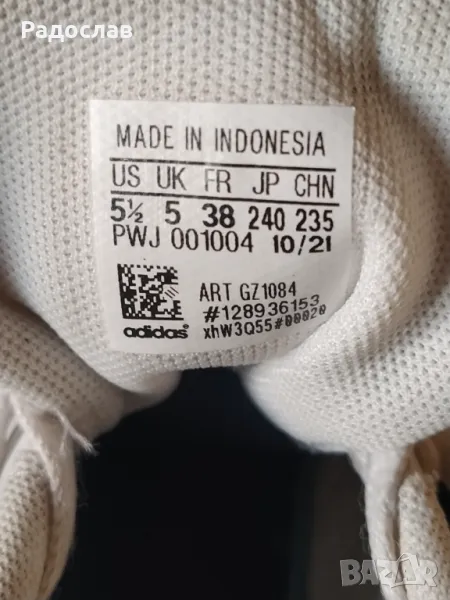 Радослав
MADE IN INDONESIA
US UK FR JP CHN
5½ 5 38 240 235
PWJ 001004 10/21
ART GZ1084
#128936153
adidas® xhW3Q55#00020
BAZAR